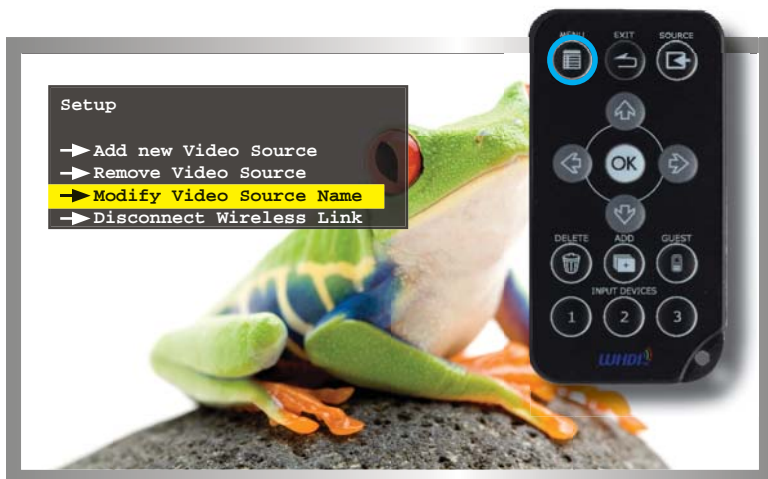 Setup
Add new Video Source
Remove Video Source
Modify Video Source Name
Disconnect Wireless Link
MENU EXIT SOURCE
OK
DELETE ADD GUEST
INPUT DEVICES
1 2 3
WHDI